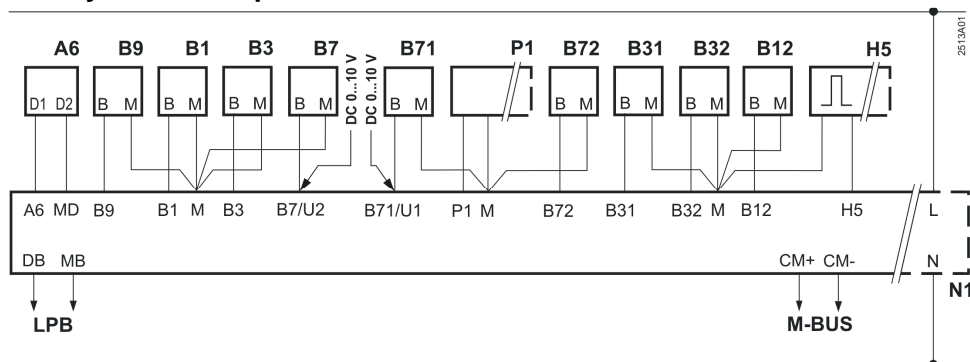 2513A01
A6 B9 B1 B3 B7 DC 0...10 V DC 0...10 V B71 P1 B72 B31 B32 B12 H5
D1 D2 B M B M B M B M B M B M B M B M B M
A6 MD B9 B1 M B3 B7/U2 B71/U1 P1 M B72 B31 B32 M B12 H5 L
DB MB CM+ CM- N
N1
LPB M-BUS